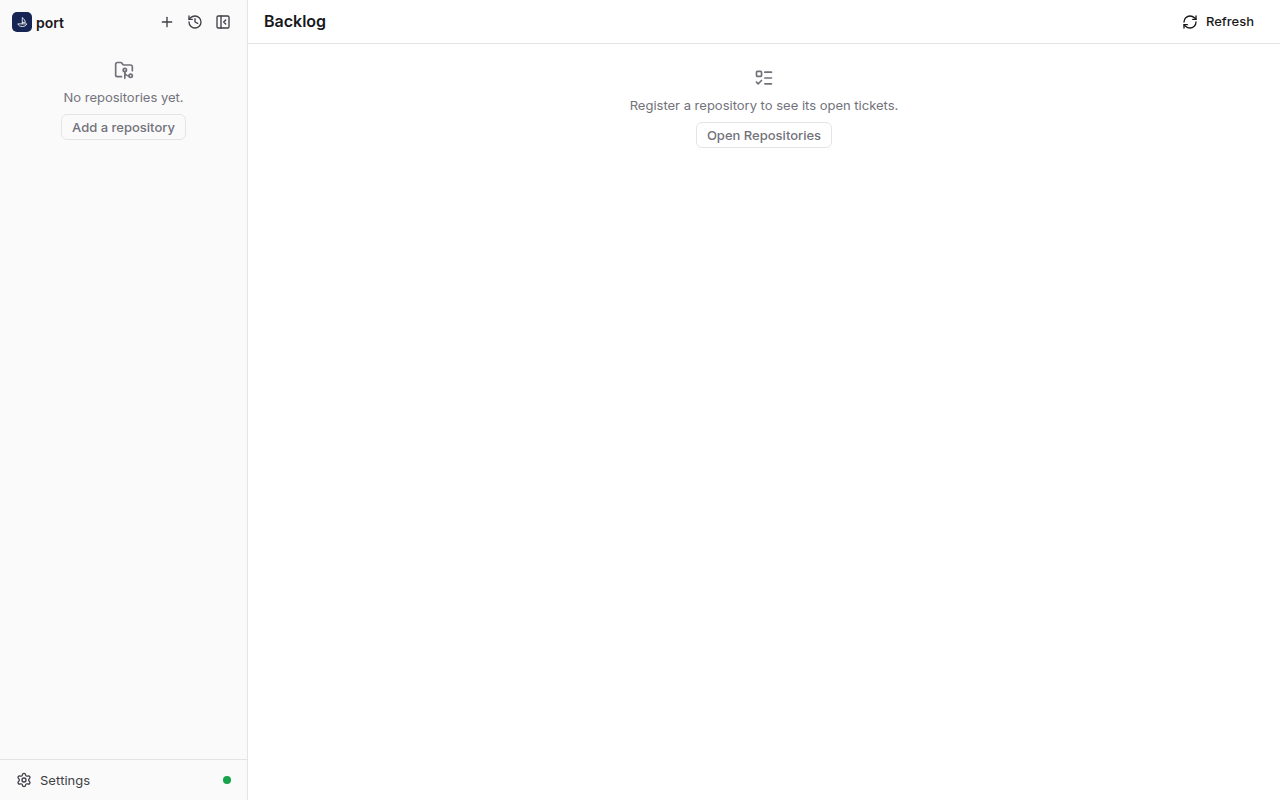 port
No repositories yet.
Add a repository
Settings
Backlog
Refresh
Register a repository to see its open tickets.
Open Repositories